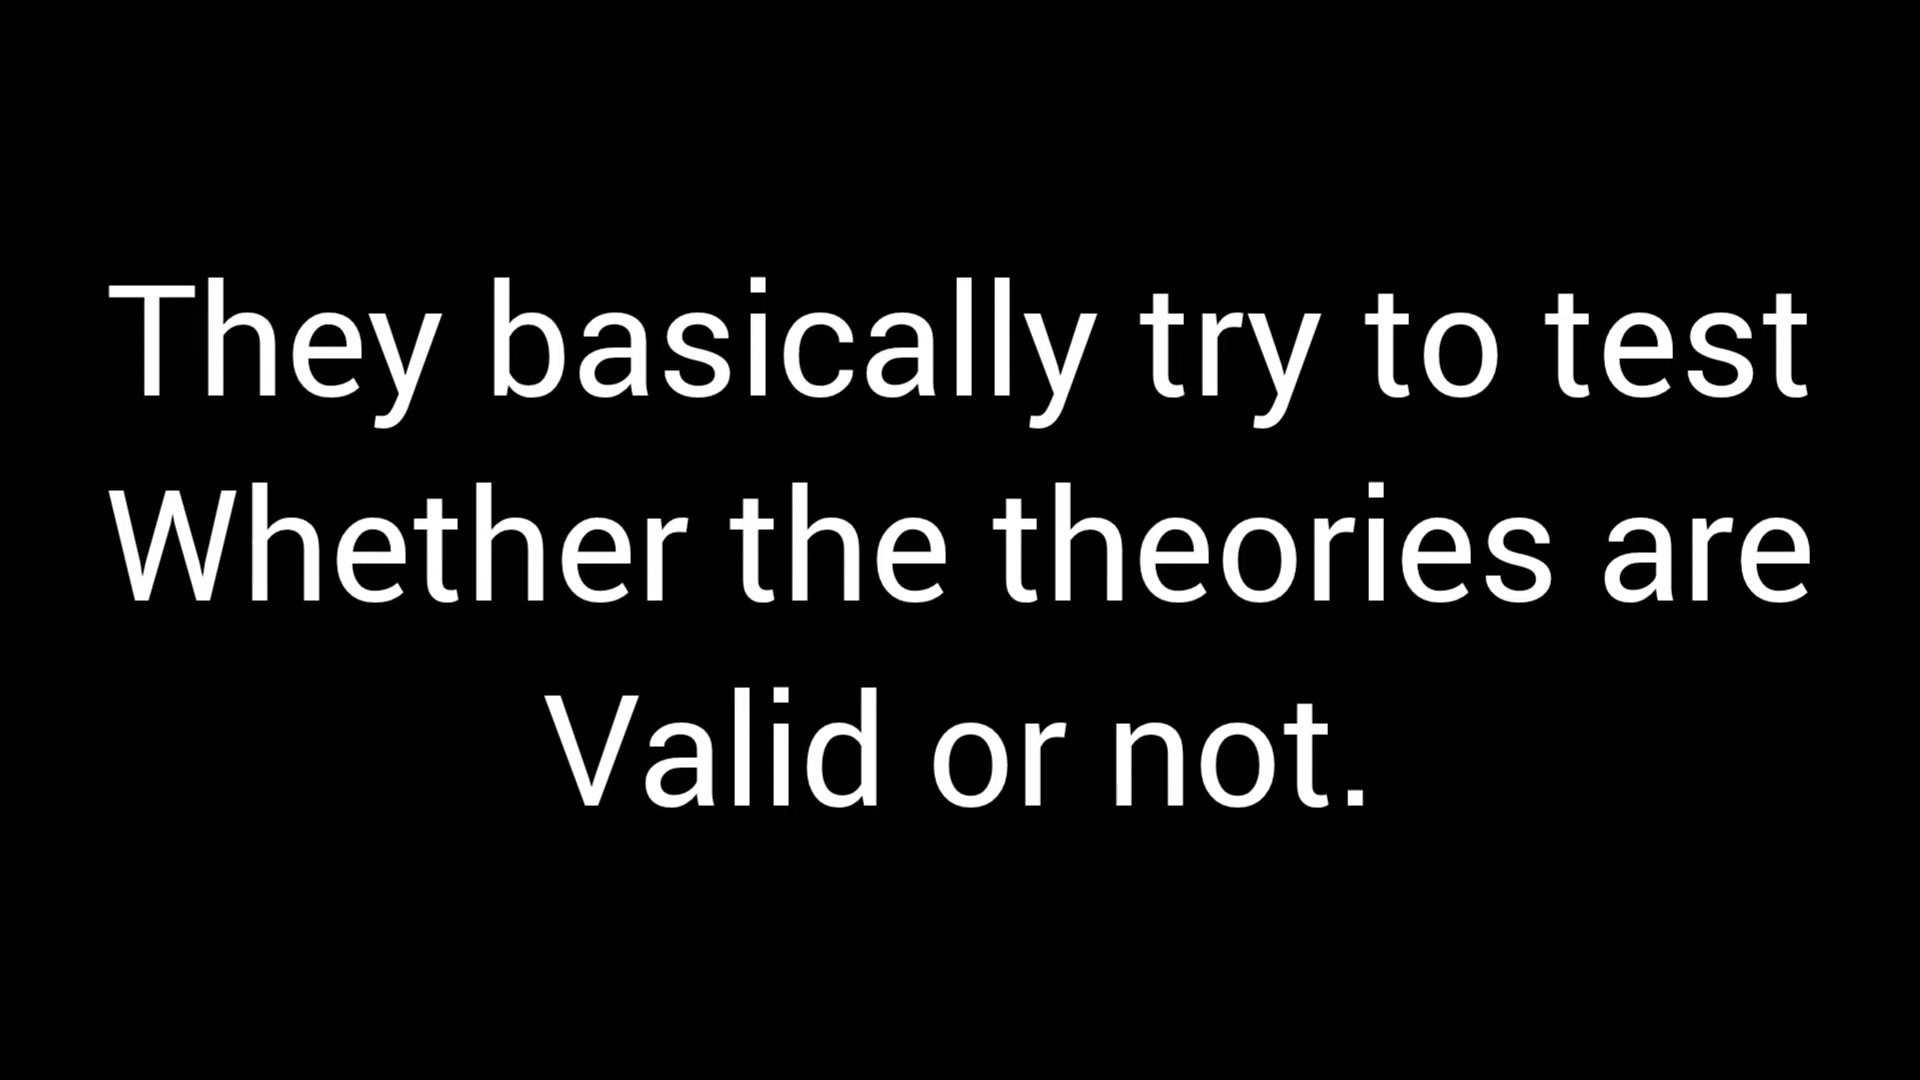 They basically try to test
Whether the theories are
Valid or not.